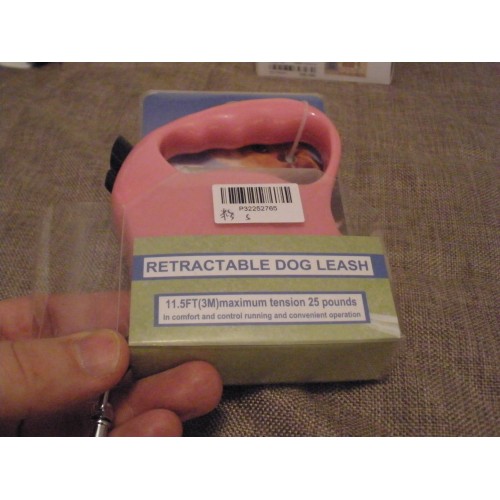 P32252765
RETRACTABLE DOG LEASH
11.5FT(3M)maximum tension 25 pounds
In comfort and control running and convenient operation